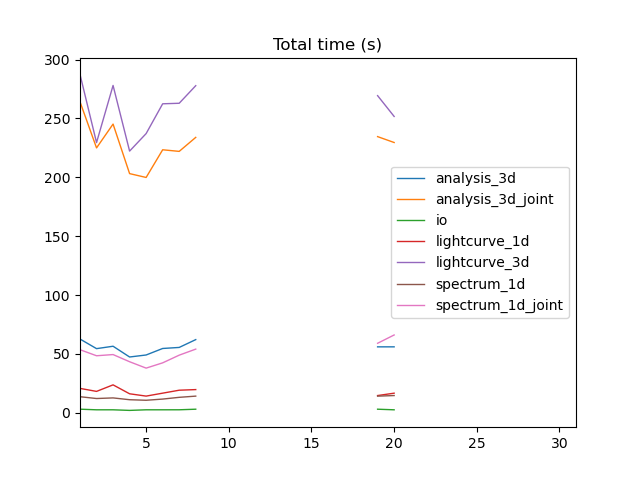 Total time (s)
300
250
200
150
100
50
0
analysis_3d
analysis_3d_joint
io
lightcurve_1d
lightcurve_3d
spectrum_1d
spectrum_1d_joint
5 10 15 20 25 30